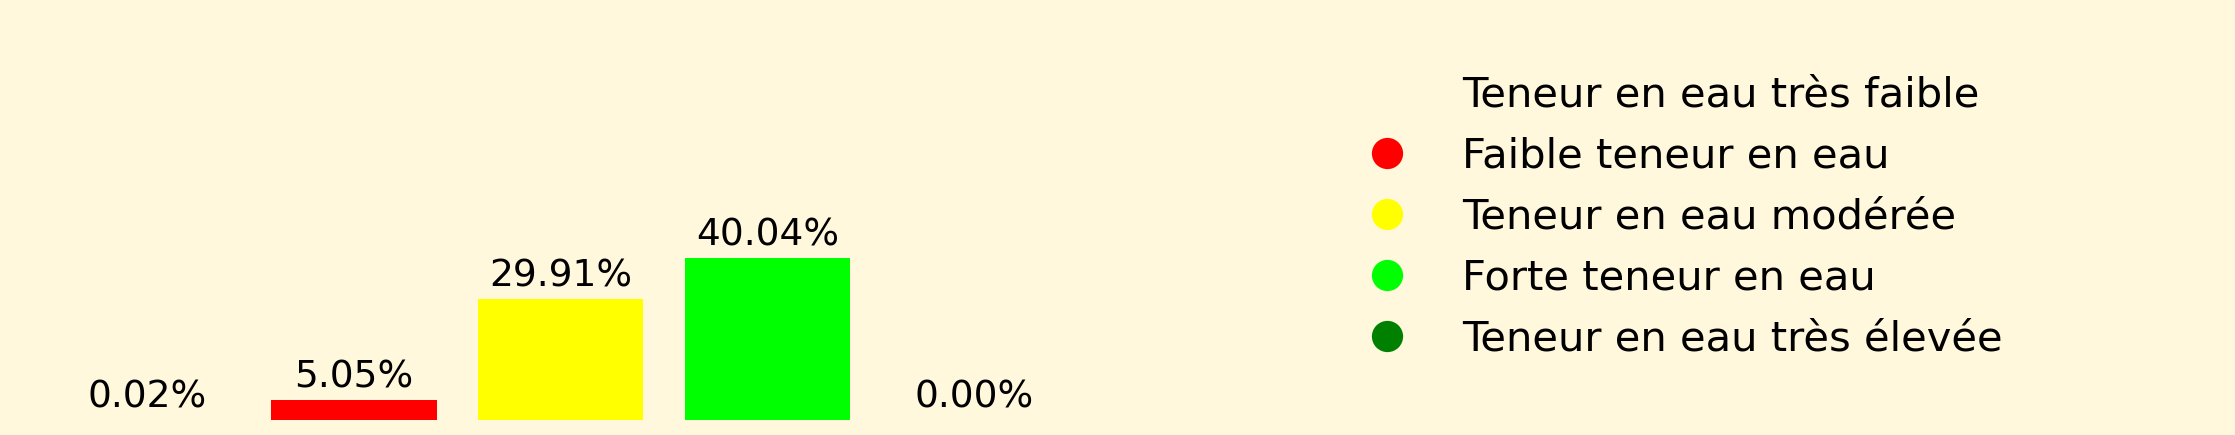 0.02%
5.05%
29.91%
40.04%
0.00%
Teneur en eau très faible
Faible teneur en eau
Teneur en eau modérée
Forte teneur en eau
Teneur en eau très élevée